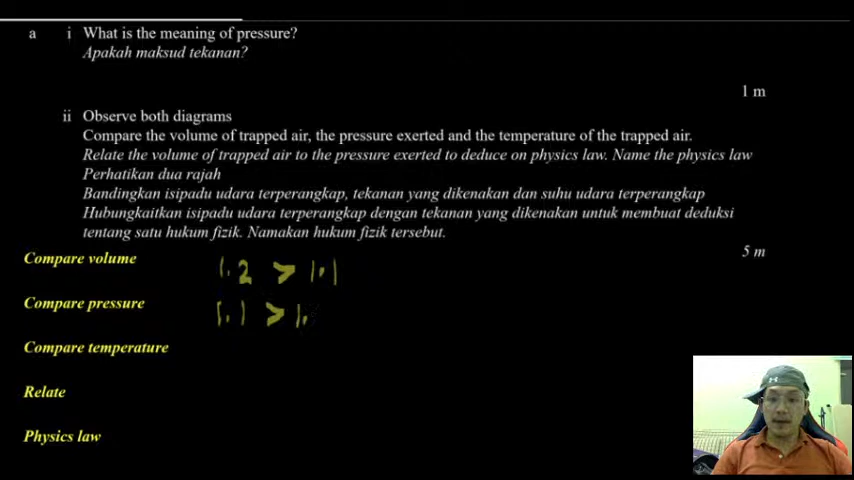 a i What is the meaning of pressure?
Apakah maksud tekanan?
1 m
ii Observe both diagrams
Compare the volume of trapped air, the pressure exerted and the temperature of the trapped air.
Relate the volume of trapped air to the pressure exerted to deduce on physics law. Name the physics law
Perhatikan dua rajah
Bandingkan isipadu udara terperangkap, tekanan yang dikenakan dan suhu udara terperangkap
Hubungkaitkan isipadu udara terperangkap dengan tekanan yang dikenakan untuk membuat deduksi
tentang satu hukum fizik. Namakan hukum fizik tersebut.
5 m
Compare volume 1.2 > 1.1
Compare pressure 1.1 > 1.
Compare temperature
Relate
Physics law